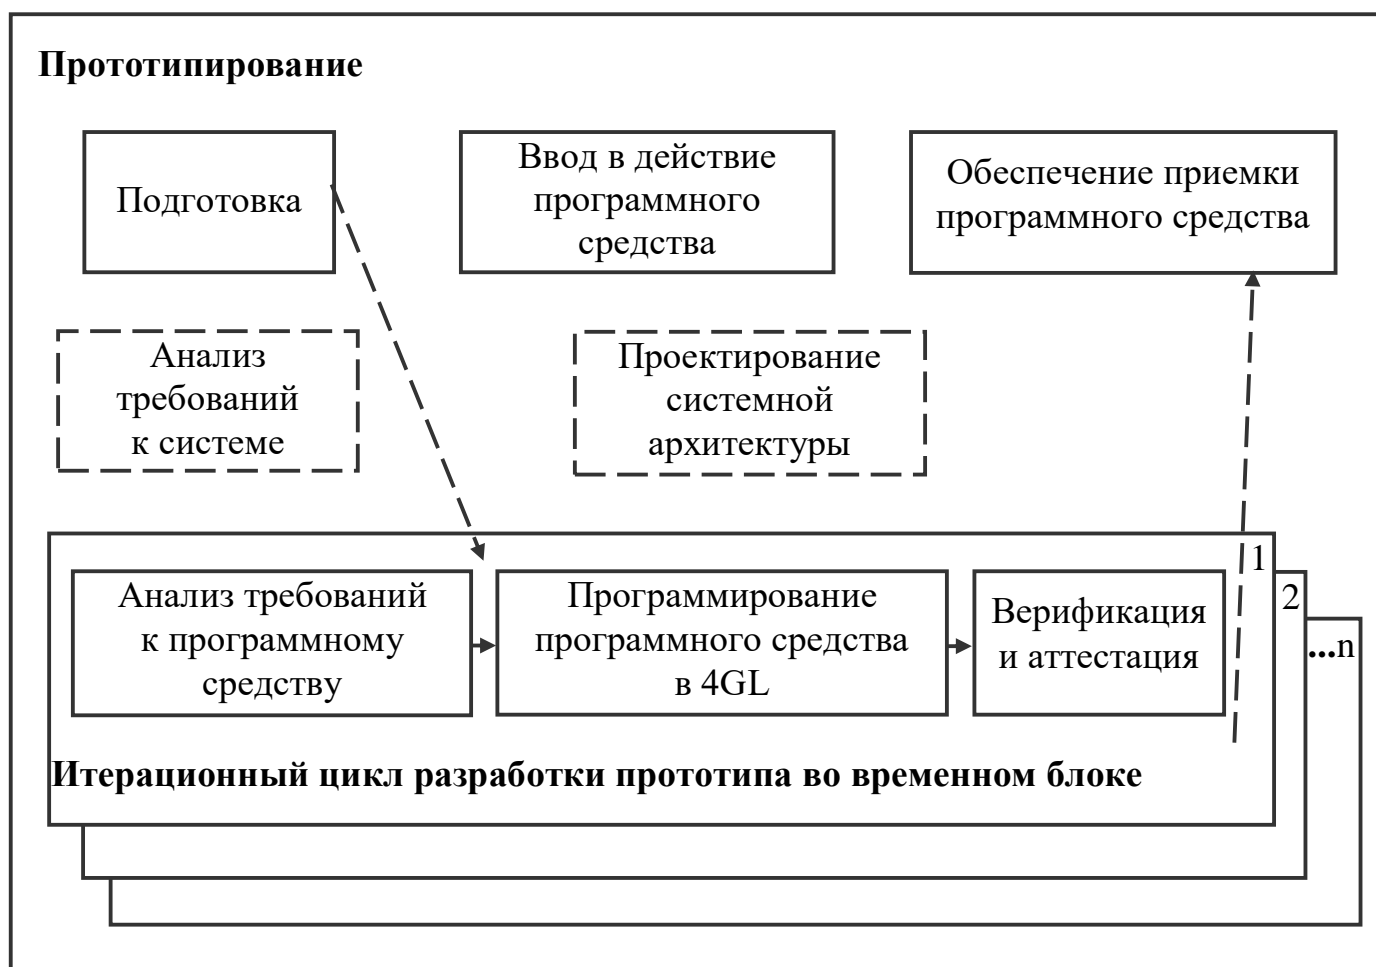 Прототипирование
Подготовка
Ввод в действие
программного
средства
Обеспечение приемки
программного средства
Анализ
требований
к системе
Проектирование
системной
архитектуры
1
2
...n
Анализ требований
к программному
средству
Программирование
программного средства
в 4GL
Верификация
и аттестация
Итерационный цикл разработки прототипа во временном блоке